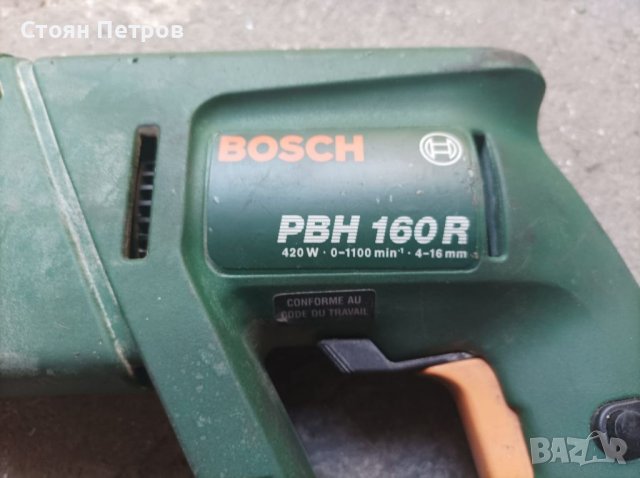 Стоян Петров
BOSCH
PBH 160 R
420 W · 0-1100 min⁻¹ · 4-16 mm
CONFORME AU
CODE DU TRAVAIL
BAZAR